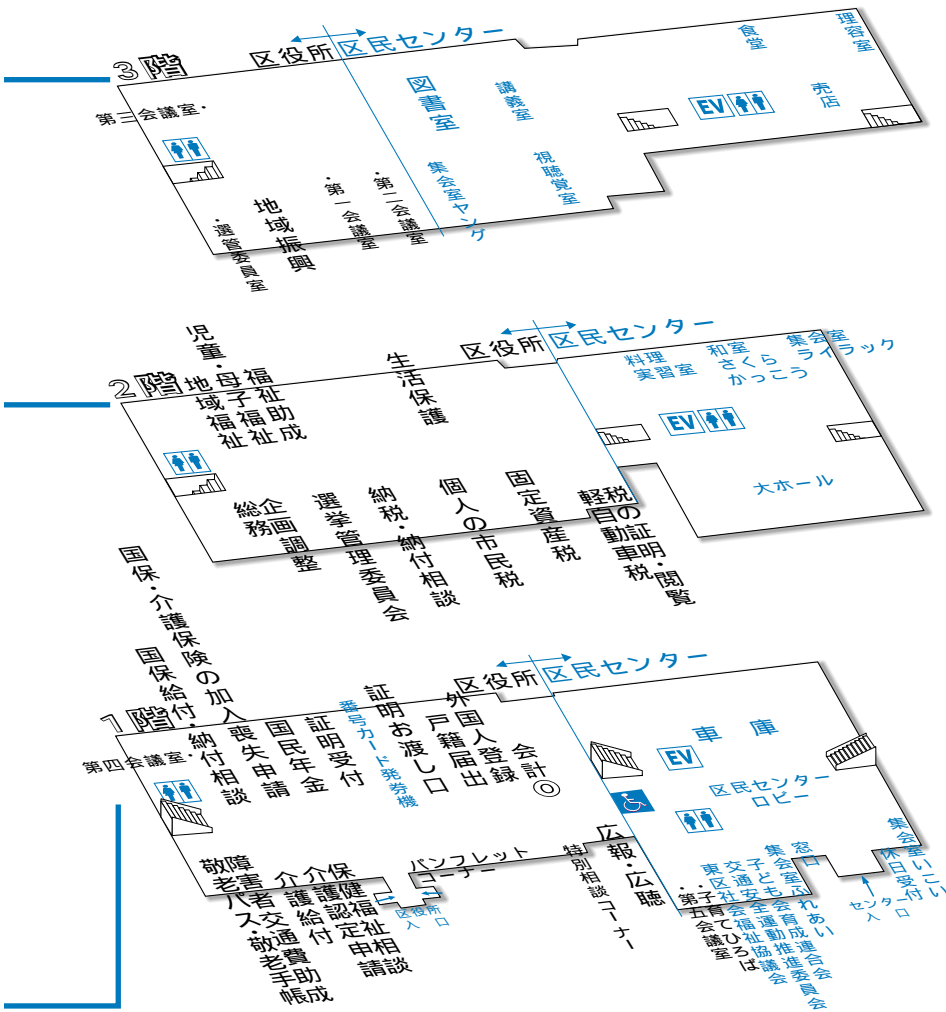 3階
区役所
区民センター
第三会議室・
図書室
講義室
食堂
理容室
EV
売店
集会室ヤング
視聴覚室
・選管委員室
地域振興
・第一会議室
・第二会議室
2階
区役所
区民センター
地域福祉
児童・母子福祉
福祉助成
生活保護
料理
実習室
和室
さくら
かっこう
集会室
ライラック
EV
大ホール
総務
企画調整
選挙管理委員会
納税・納付相談
個人の市民税
固定資産税
軽自動車税
税の証明・閲覧
1階
区役所
区民センター
第四会議室・
国保給付・納付相談
国保・介護保険の加入喪失申請
国民年金
証明受付
番号カード発券機
証明お渡し口
戸籍届出
外国人登録
会計
車庫
EV
区民センター
ロビー
敬老パス・敬老手帳
障害者交通費助成
介護給付
介護認定申請
保健福祉相談
区役所
入口
パンフレット
コーナー
特別相談コーナー
広報・広聴
・第五会議室
・子育てひろば
東区社会福祉協議会
交通安全運動推進委員会
子ども会育成連合会
集会室ふれあい
窓口
センター
入口
休日受付
集会室いこい